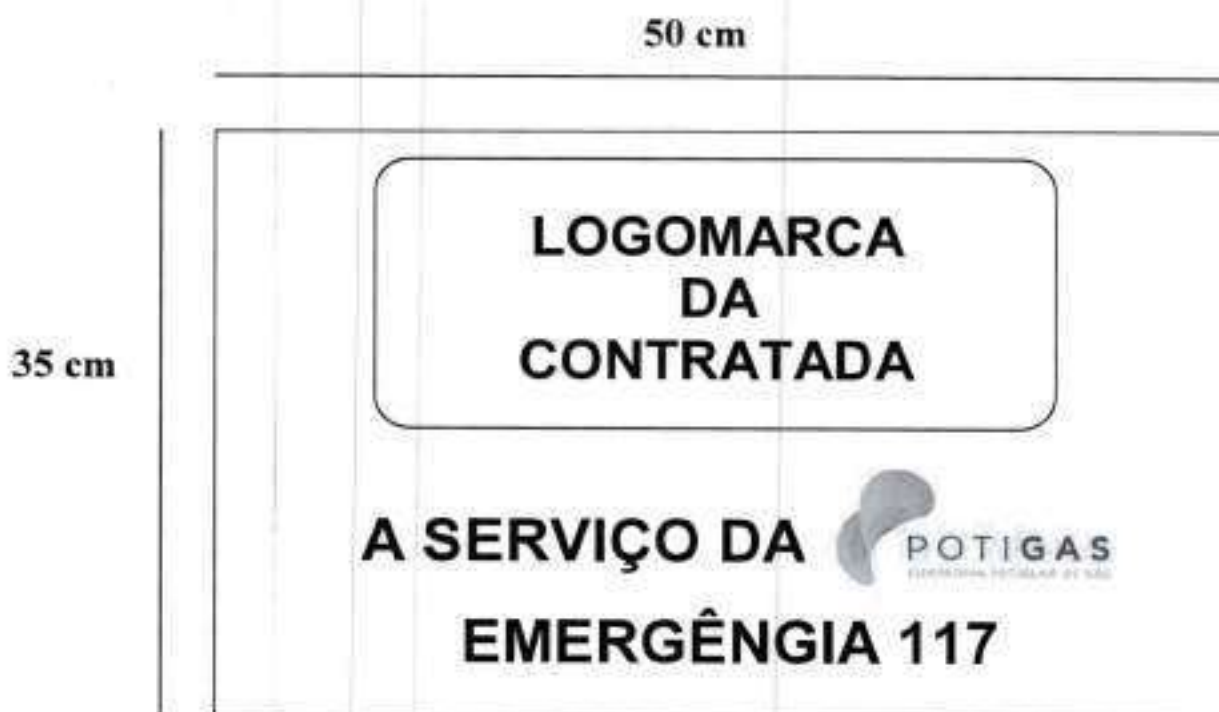 50 cm
35 cm
LOGOMARCA
DA
CONTRATADA
A SERVIÇO DA POTIGAS
EMERGÊNGIA 117